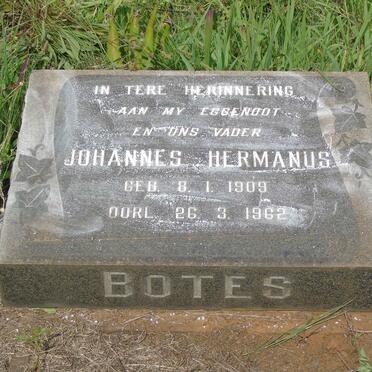 IN TERE HERINNERING
AAN MY EGGENOOT
EN ONS VADER
JOHANNES HERMANUS
GEB. 8. 1. 1909
OORL. 26. 3. 1962
BOTES